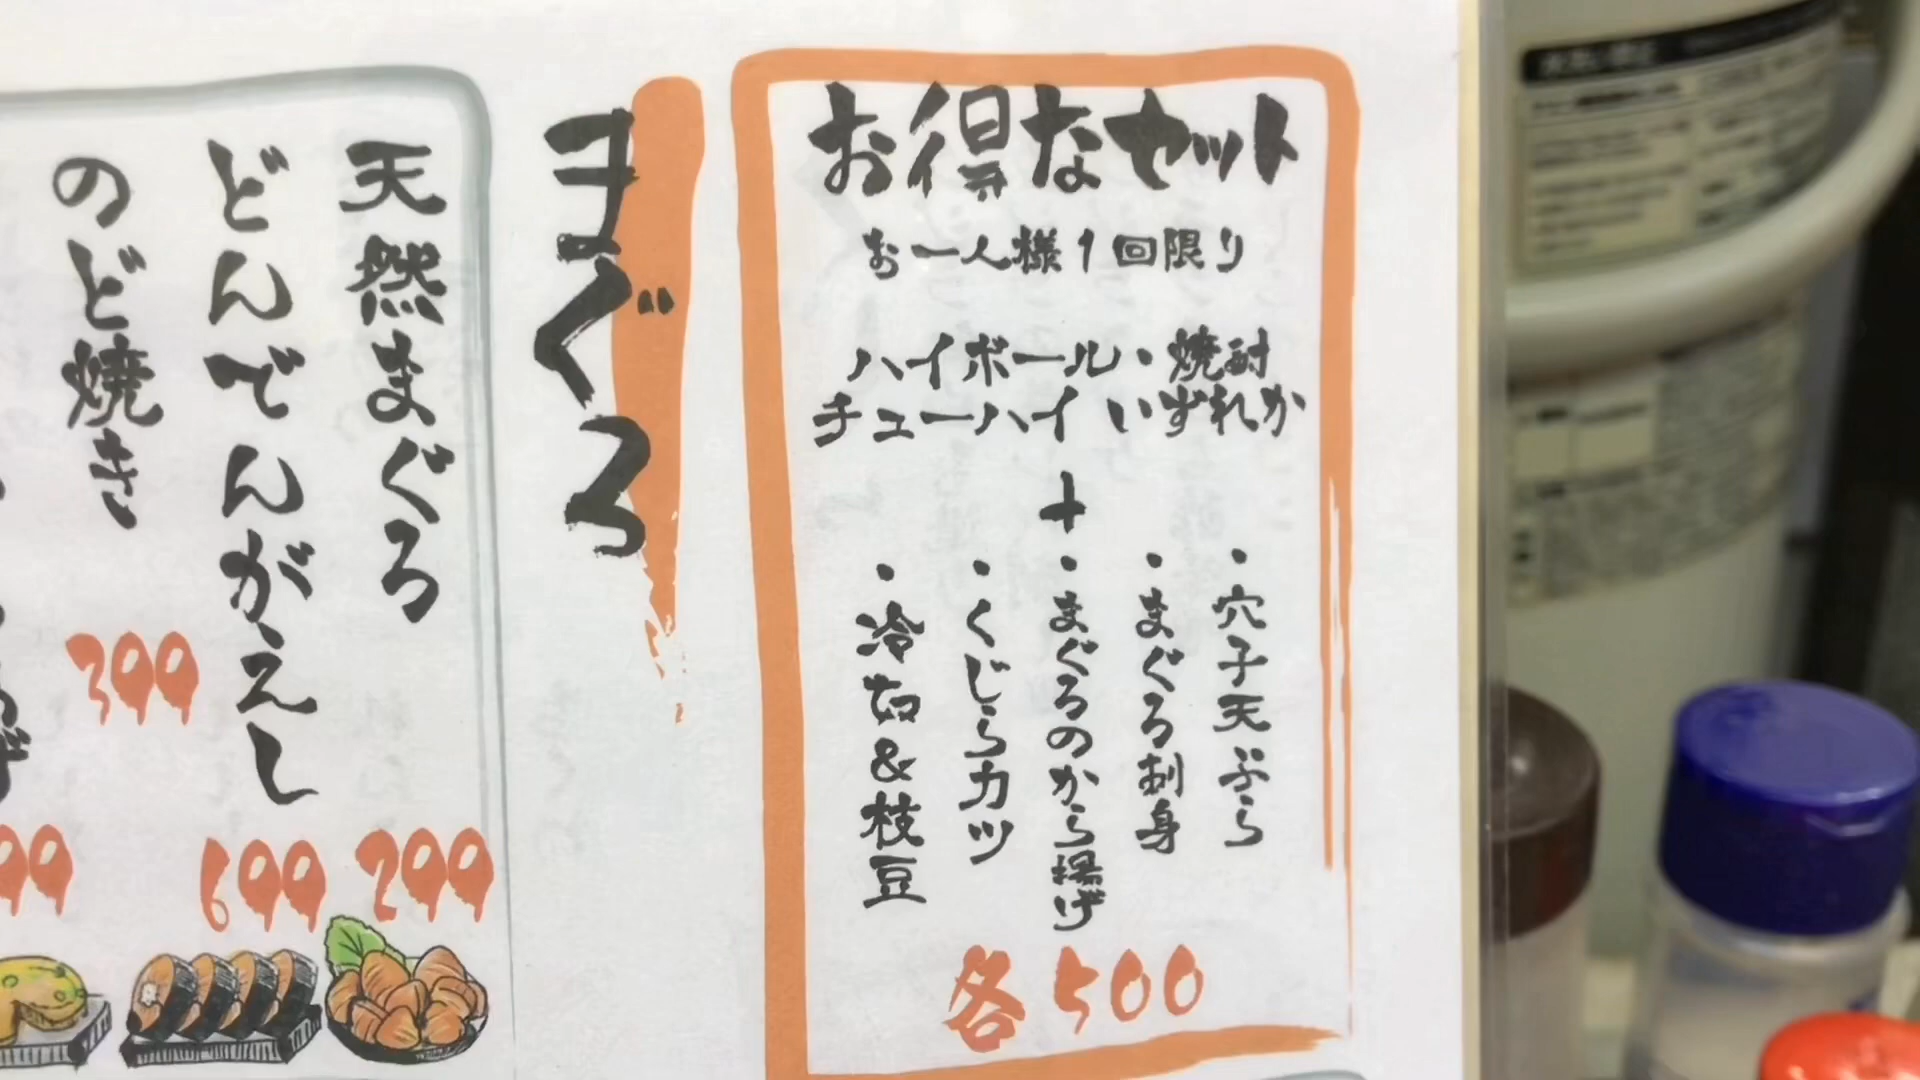 お得なセット
お一人様1回限り
ハイボール・焼酎
チューハイ いずれか
+
・穴子天ぷら
・まぐろ刺身
・まぐろのから揚げ
・くじらカツ
・冷奴&枝豆
各500
まぐろ
天然まぐろ
200
どんでんがえし
600
のど焼き
300